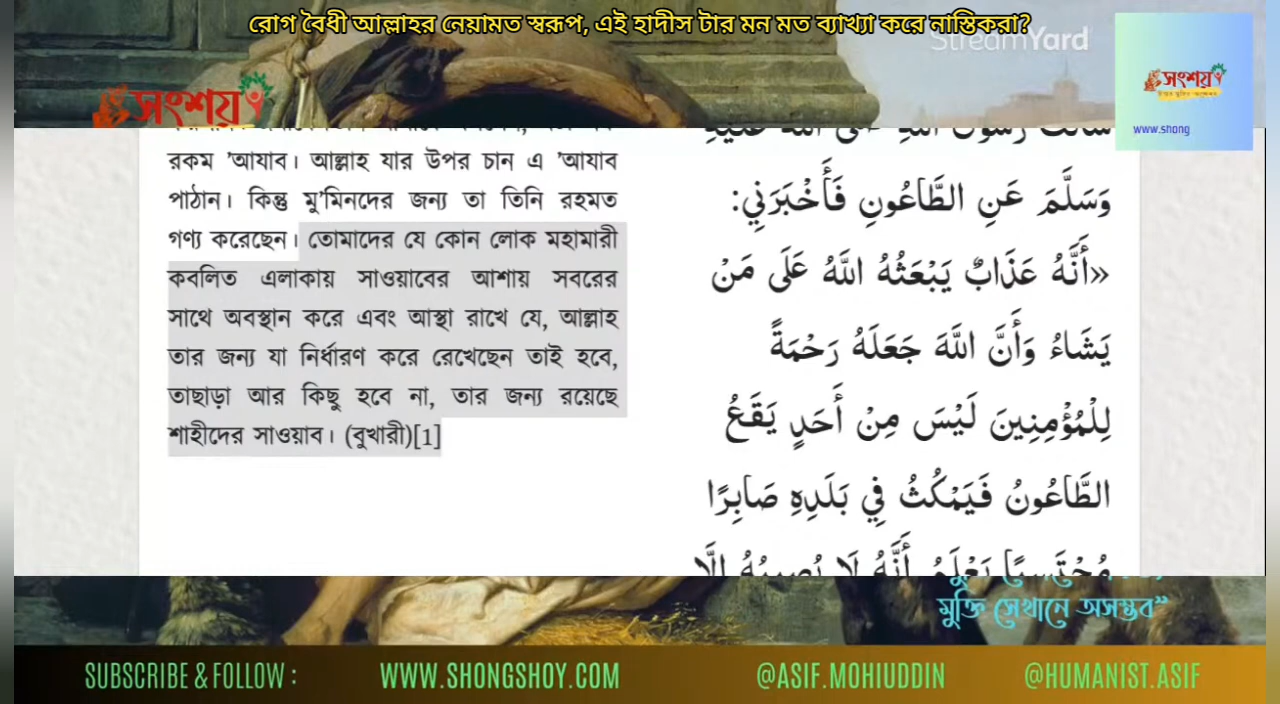 রোগ বৈধী আল্লাহর নেয়ামত স্বরূপ, এই হাদীস টার মন মত ব্যাখ্যা করে নাস্তিকরা?
StreamYard
সংশয়
সংশয়
www.shong
রকম 'আযাব। আল্লাহ যার উপর চান এ 'আযাব
পাঠান। কিন্তু মু'মিনদের জন্য তা তিনি রহমত
গণ্য করেছেন। তোমাদের যে কোন লোক মহামারী
কবলিত এলাকায় সাওয়াবের আশায় সবরের
সাথে অবস্থান করে এবং আস্থা রাখে যে, আল্লাহ
তার জন্য যা নির্ধারণ করে রেখেছেন তাই হবে,
তাছাড়া আর কিছু হবে না, তার জন্য রয়েছে
শাহীদের সাওয়াব। (বুখারী)[1]
وَسَلَّمَ عَنِ الطَّاعُونِ فَأَخْبَرَنِي:
«أَنَّهُ عَذَابٌ يَبْعَثُهُ اللَّهُ عَلَى مَنْ
يَشَاءُ وَأَنَّ اللَّهَ جَعَلَهُ رَحْمَةً
لِلْمُؤْمِنِينَ لَيْسَ مِنْ أَحَدٍ يَقَعُ
الطَّاعُونُ فَيَمْكُثُ فِي بَلَدِهِ صَابِرًا
مُحْتَسِبًا يَعْلَمُ أَنَّهُ لَا يُصِيبُهُ إِلَّا
মুক্তি সেখানে অসম্ভব”
SUBSCRIBE & FOLLOW :
WWW.SHONGSHOY.COM
@ASIF.MOHIUDDIN
@HUMANIST.ASIF